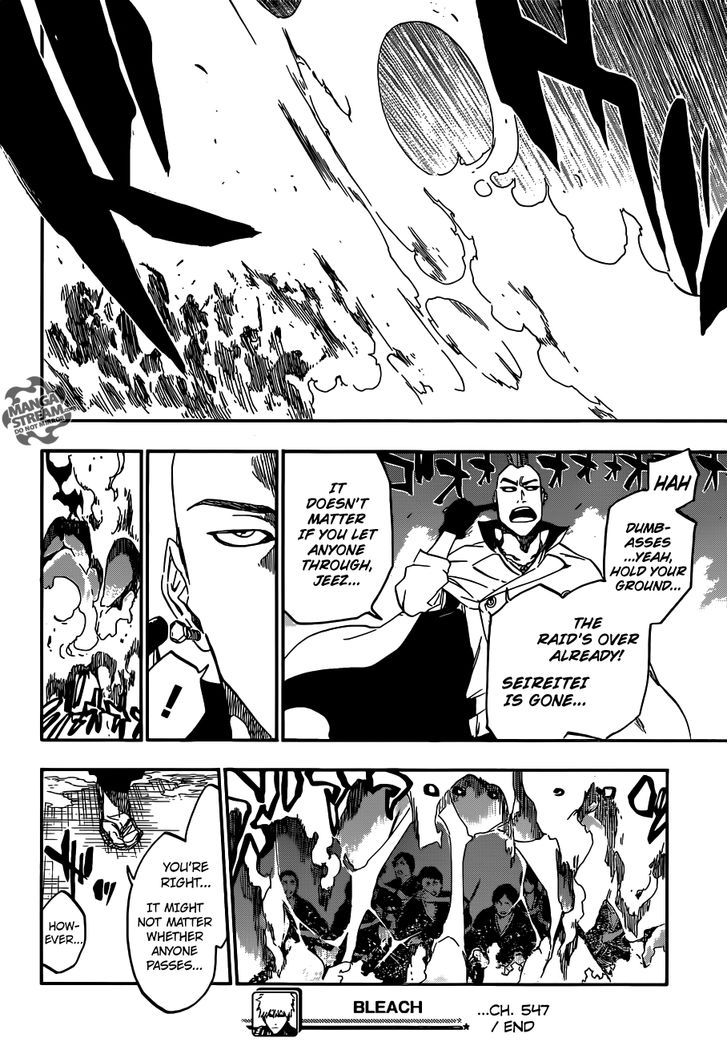 MANGA
STREAM.COM
DO NOT MIRROR
HAH
DUMB-
ASSES
...YEAH,
HOLD YOUR
GROUND...
THE
RAID'S OVER
ALREADY!
SEIREITEI
IS GONE...
IT
DOESN'T
MATTER
IF YOU LET
ANYONE
THROUGH,
JEEZ...
!
YOU'RE
RIGHT...
IT MIGHT
NOT MATTER
WHETHER
ANYONE
PASSES...
HOW-
EVER...
BLEACH
...CH. 547
/ END